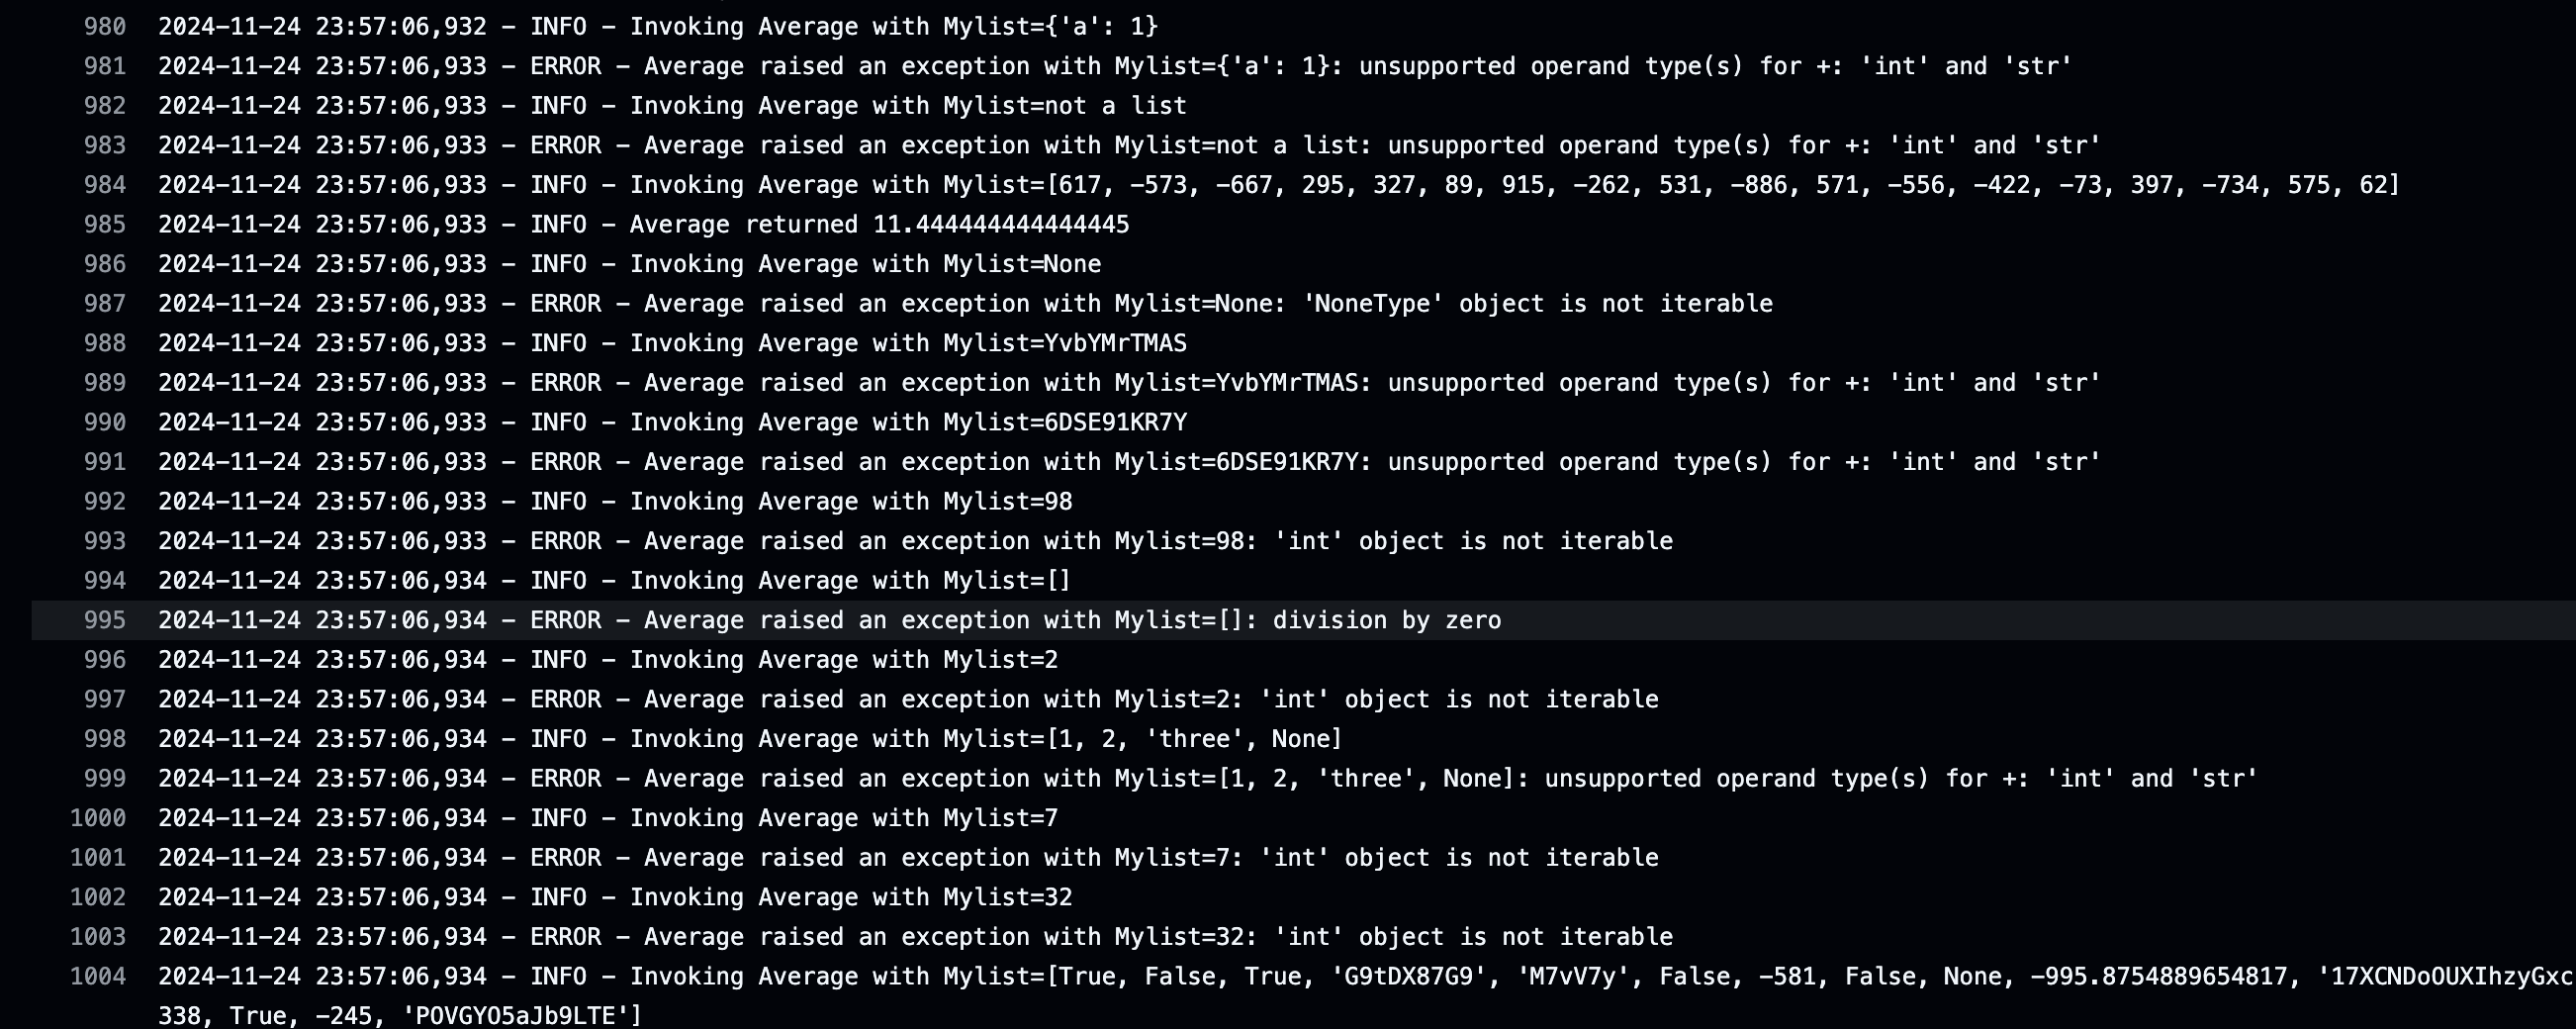 980 2024-11-24 23:57:06,932 - INFO - Invoking Average with Mylist={'a': 1}
981 2024-11-24 23:57:06,933 - ERROR - Average raised an exception with Mylist={'a': 1}: unsupported operand type(s) for +: 'int' and 'str'
982 2024-11-24 23:57:06,933 - INFO - Invoking Average with Mylist=not a list
983 2024-11-24 23:57:06,933 - ERROR - Average raised an exception with Mylist=not a list: unsupported operand type(s) for +: 'int' and 'str'
984 2024-11-24 23:57:06,933 - INFO - Invoking Average with Mylist=[617, -573, -667, 295, 327, 89, 915, -262, 531, -886, 571, -556, -422, -73, 397, -734, 575, 62]
985 2024-11-24 23:57:06,933 - INFO - Average returned 11.444444444444445
986 2024-11-24 23:57:06,933 - INFO - Invoking Average with Mylist=None
987 2024-11-24 23:57:06,933 - ERROR - Average raised an exception with Mylist=None: 'NoneType' object is not iterable
988 2024-11-24 23:57:06,933 - INFO - Invoking Average with Mylist=YvbYMrTMAS
989 2024-11-24 23:57:06,933 - ERROR - Average raised an exception with Mylist=YvbYMrTMAS: unsupported operand type(s) for +: 'int' and 'str'
990 2024-11-24 23:57:06,933 - INFO - Invoking Average with Mylist=6DSE91KR7Y
991 2024-11-24 23:57:06,933 - ERROR - Average raised an exception with Mylist=6DSE91KR7Y: unsupported operand type(s) for +: 'int' and 'str'
992 2024-11-24 23:57:06,933 - INFO - Invoking Average with Mylist=98
993 2024-11-24 23:57:06,933 - ERROR - Average raised an exception with Mylist=98: 'int' object is not iterable
994 2024-11-24 23:57:06,934 - INFO - Invoking Average with Mylist=[]
995 2024-11-24 23:57:06,934 - ERROR - Average raised an exception with Mylist=[]: division by zero
996 2024-11-24 23:57:06,934 - INFO - Invoking Average with Mylist=2
997 2024-11-24 23:57:06,934 - ERROR - Average raised an exception with Mylist=2: 'int' object is not iterable
998 2024-11-24 23:57:06,934 - INFO - Invoking Average with Mylist=[1, 2, 'three', None]
999 2024-11-24 23:57:06,934 - ERROR - Average raised an exception with Mylist=[1, 2, 'three', None]: unsupported operand type(s) for +: 'int' and 'str'
1000 2024-11-24 23:57:06,934 - INFO - Invoking Average with Mylist=7
1001 2024-11-24 23:57:06,934 - ERROR - Average raised an exception with Mylist=7: 'int' object is not iterable
1002 2024-11-24 23:57:06,934 - INFO - Invoking Average with Mylist=32
1003 2024-11-24 23:57:06,934 - ERROR - Average raised an exception with Mylist=32: 'int' object is not iterable
1004 2024-11-24 23:57:06,934 - INFO - Invoking Average with Mylist=[True, False, True, 'G9tDX87G9', 'M7vV7y', False, -581, False, None, -995.8754889654817, '17XCNDoOUXIhzyGxc
338, True, -245, 'POVGYO5aJb9LTE']